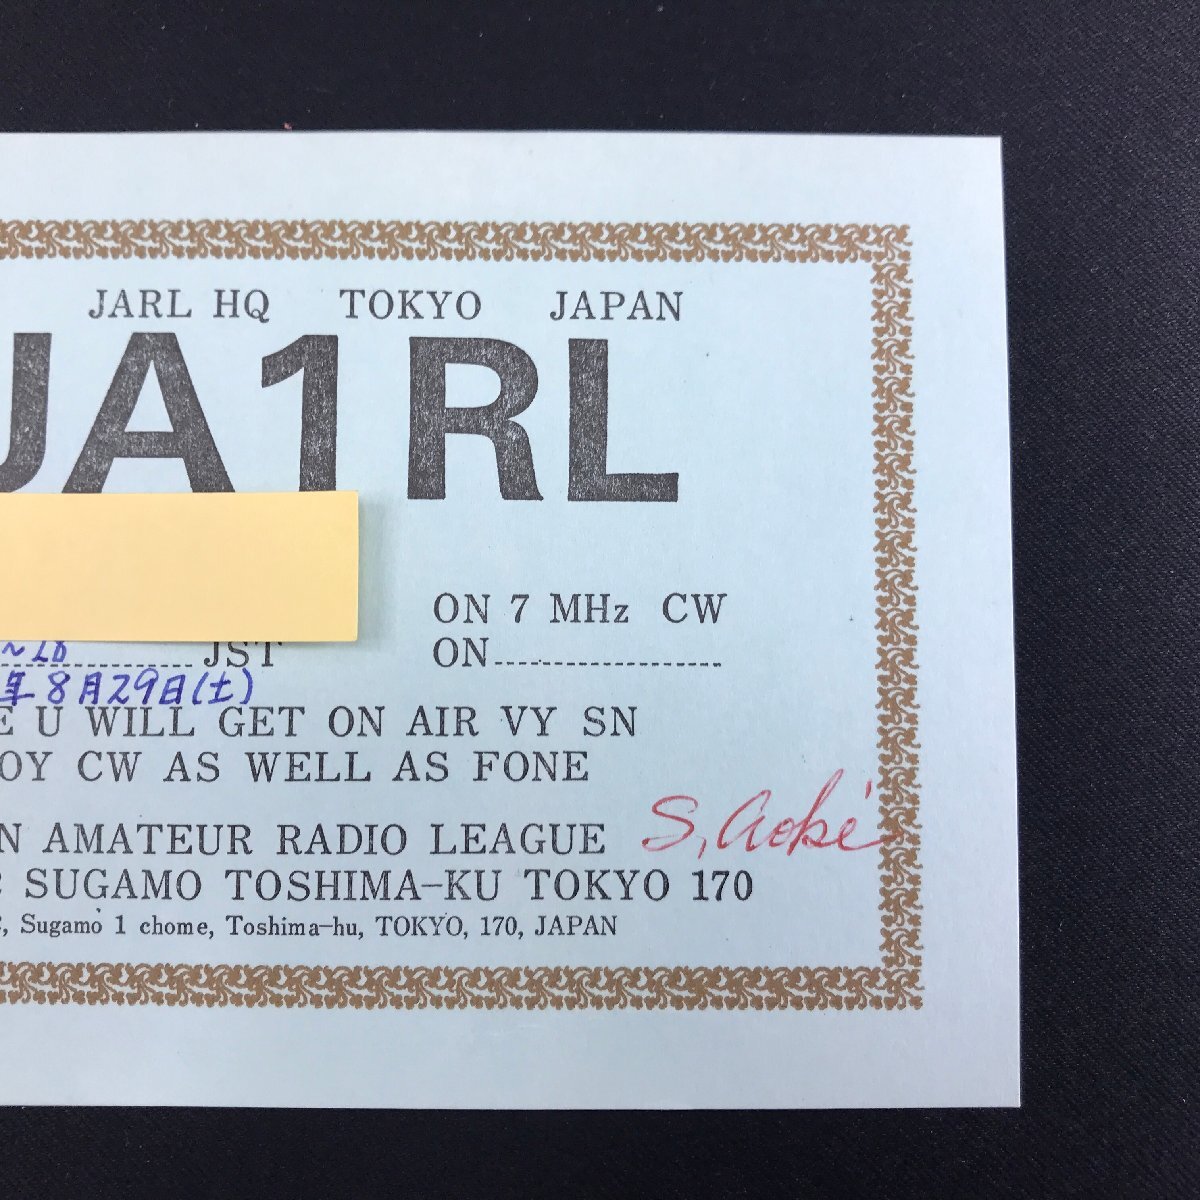 JARL HQ TOKYO JAPAN
JA1RL
ON 7 MHz CW
~20 JST ON
年8月29日(土)
E U WILL GET ON AIR VY SN
OY CW AS WELL AS FONE
N AMATEUR RADIO LEAGUE S. Aoki
SUGAMO TOSHIMA-KU TOKYO 170
, Sugamo 1 chome, Toshima-hu, TOKYO, 170, JAPAN